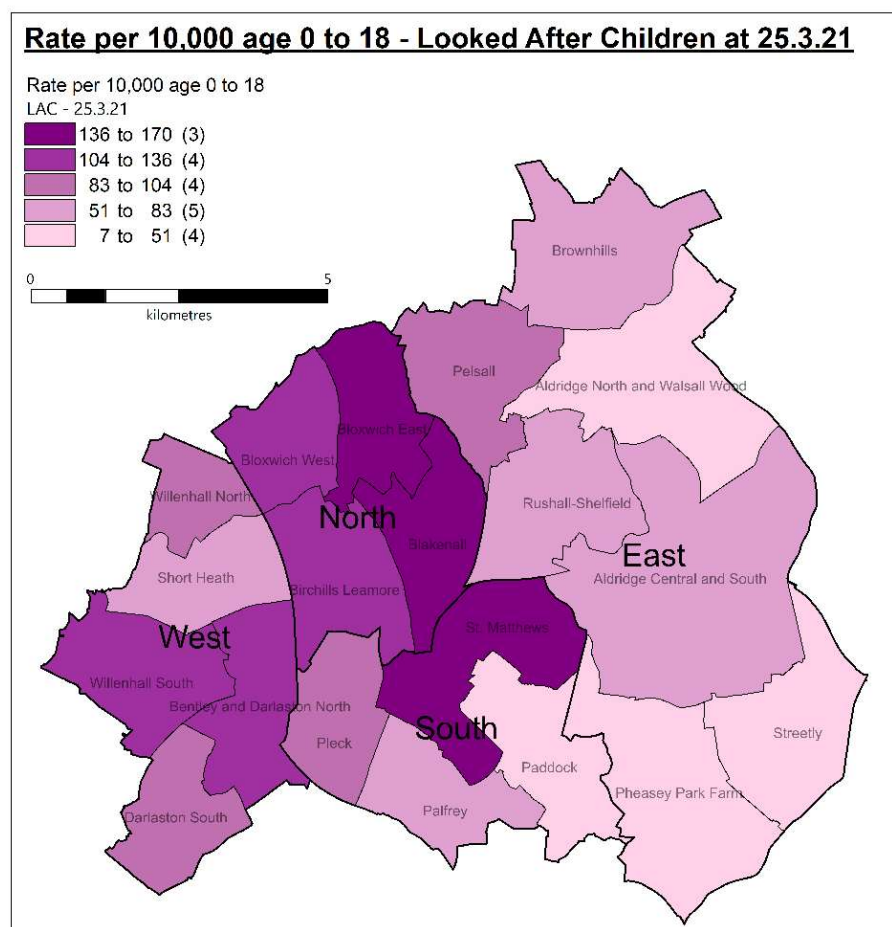 Rate per 10,000 age 0 to 18 - Looked After Children at 25.3.21
Rate per 10,000 age 0 to 18
LAC - 25.3.21
136 to 170 (3)
104 to 136 (4)
83 to 104 (4)
51 to 83 (5)
7 to 51 (4)
0 5
kilometres
Brownhills
Pelsall
Aldridge North and Walsall Wood
Bloxwich East
Bloxwich West
Willenhall North
Rushall-Shelfield
North
Blakenall
East
Short Heath
Aldridge Central and South
Birchills Leamore
West
St. Matthews
Willenhall South
Bentley and Darlaston North
South
Streetly
Pleck
Paddock
Pheasey Park Farm
Palfrey
Darlaston South